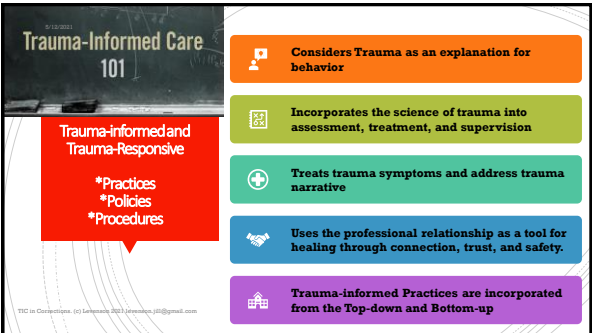 5/12/2021
Trauma-Informed Care
101
Trauma-informed and
Trauma-Responsive
*Practices
*Policies
*Procedures
Considers Trauma as an explanation for
behavior
Incorporates the science of trauma into
assessment, treatment, and supervision
Treats trauma symptoms and address trauma
narrative
Uses the professional relationship as a tool for
healing through connection, trust, and safety.
Trauma-informed Practices are incorporated
from the Top-down and Bottom-up
TIC in Corrections. (c) Levenson 2021 levenson.jill@gmail.com